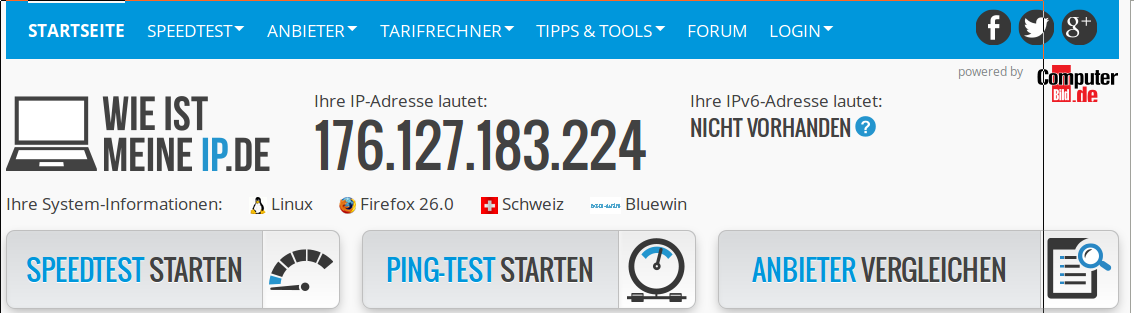 STARTSEITE SPEEDTEST ANBIETER TARIFRECHNER TIPPS & TOOLS FORUM LOGIN f g+
powered by Computer
Bild.de
WIE IST
MEINE IP.DE
Ihre IP-Adresse lautet:
176.127.183.224
Ihre IPv6-Adresse lautet:
NICHT VORHANDEN ?
Ihre System-Informationen: Linux Firefox 26.0 Schweiz Bluewin
SPEEDTEST STARTEN PING-TEST STARTEN ANBIETER VERGLEICHEN